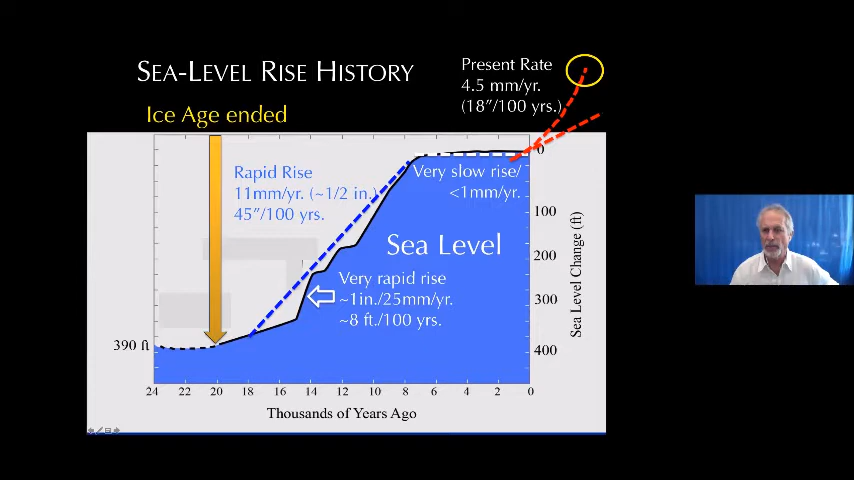 SEA-LEVEL RISE HISTORY
Present Rate
4.5 mm/yr.
(18"/100 yrs.)
Ice Age ended
Rapid Rise
11mm/yr. (~1/2 in.)
45"/100 yrs.
Very slow rise/
<1mm/yr.
Sea Level
Very rapid rise
~1in./25mm/yr.
~8 ft./100 yrs.
390 ft
0
100
200
300
400
Sea Level Change (ft)
24 22 20 18 16 14 12 10 8 6 4 2 0
Thousands of Years Ago